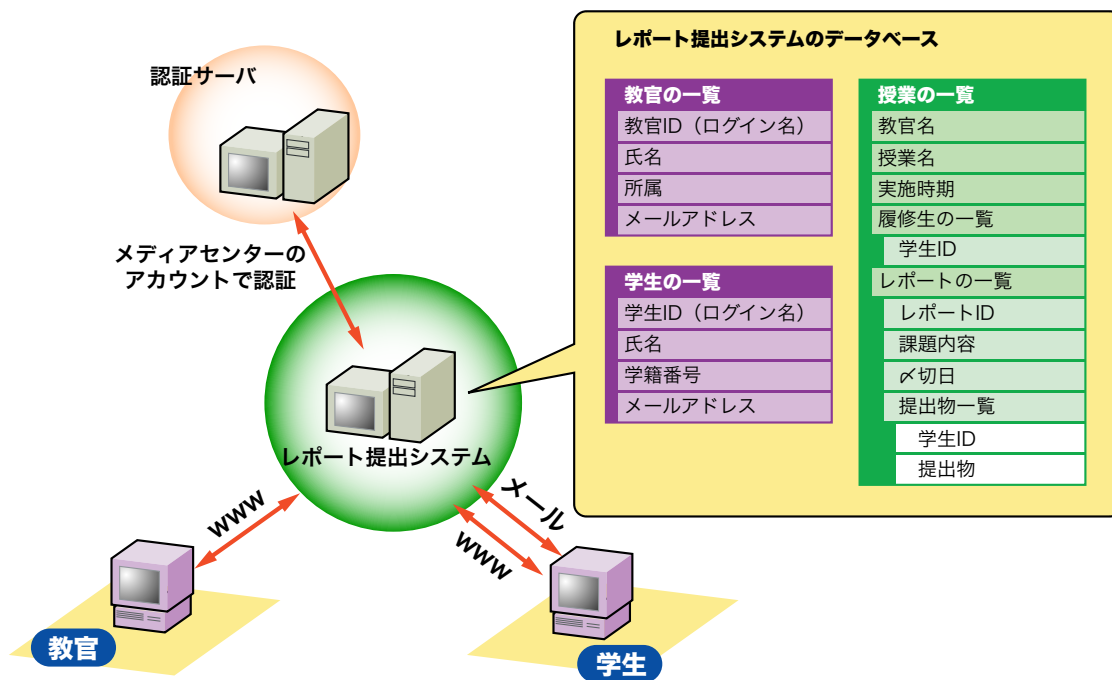 認証サーバ
メディアセンターの
アカウントで認証
レポート提出システム
WWW
メール
WWW
教官
学生
レポート提出システムのデータベース
教官の一覧
教官ID（ログイン名）
氏名
所属
メールアドレス
学生の一覧
学生ID（ログイン名）
氏名
学籍番号
メールアドレス
授業の一覧
教官名
授業名
実施時期
履修生の一覧
学生ID
レポートの一覧
レポートID
課題内容
〆切日
提出物一覧
学生ID
提出物